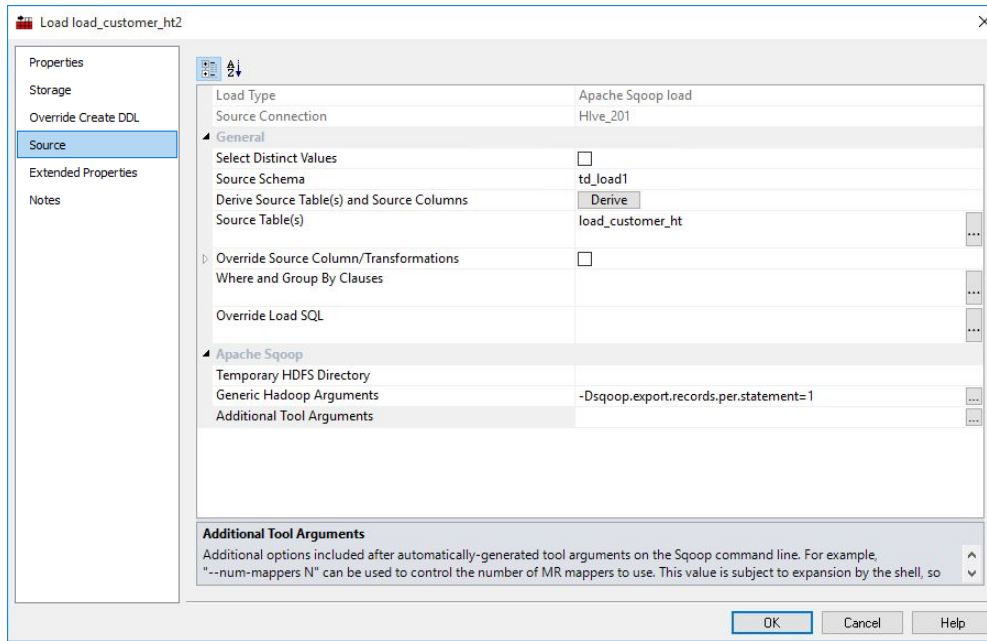 Load load_customer_ht2
Properties
Storage
Override Create DDL
Source
Extended Properties
Notes
Load Type Apache Sqoop load
Source Connection HIve_201
General
Select Distinct Values
Source Schema td_load1
Derive Source Table(s) and Source Columns Derive
Source Table(s) load_customer_ht
...
Override Source Column/Transformations
Where and Group By Clauses
...
Override Load SQL
...
Apache Sqoop
Temporary HDFS Directory
Generic Hadoop Arguments -Dsqoop.export.records.per.statement=1 ...
Additional Tool Arguments ...
Additional Tool Arguments
Additional options included after automatically-generated tool arguments on the Sqoop command line. For example,
"--num-mappers N" can be used to control the number of MR mappers to use. This value is subject to expansion by the shell, so
OK Cancel Help